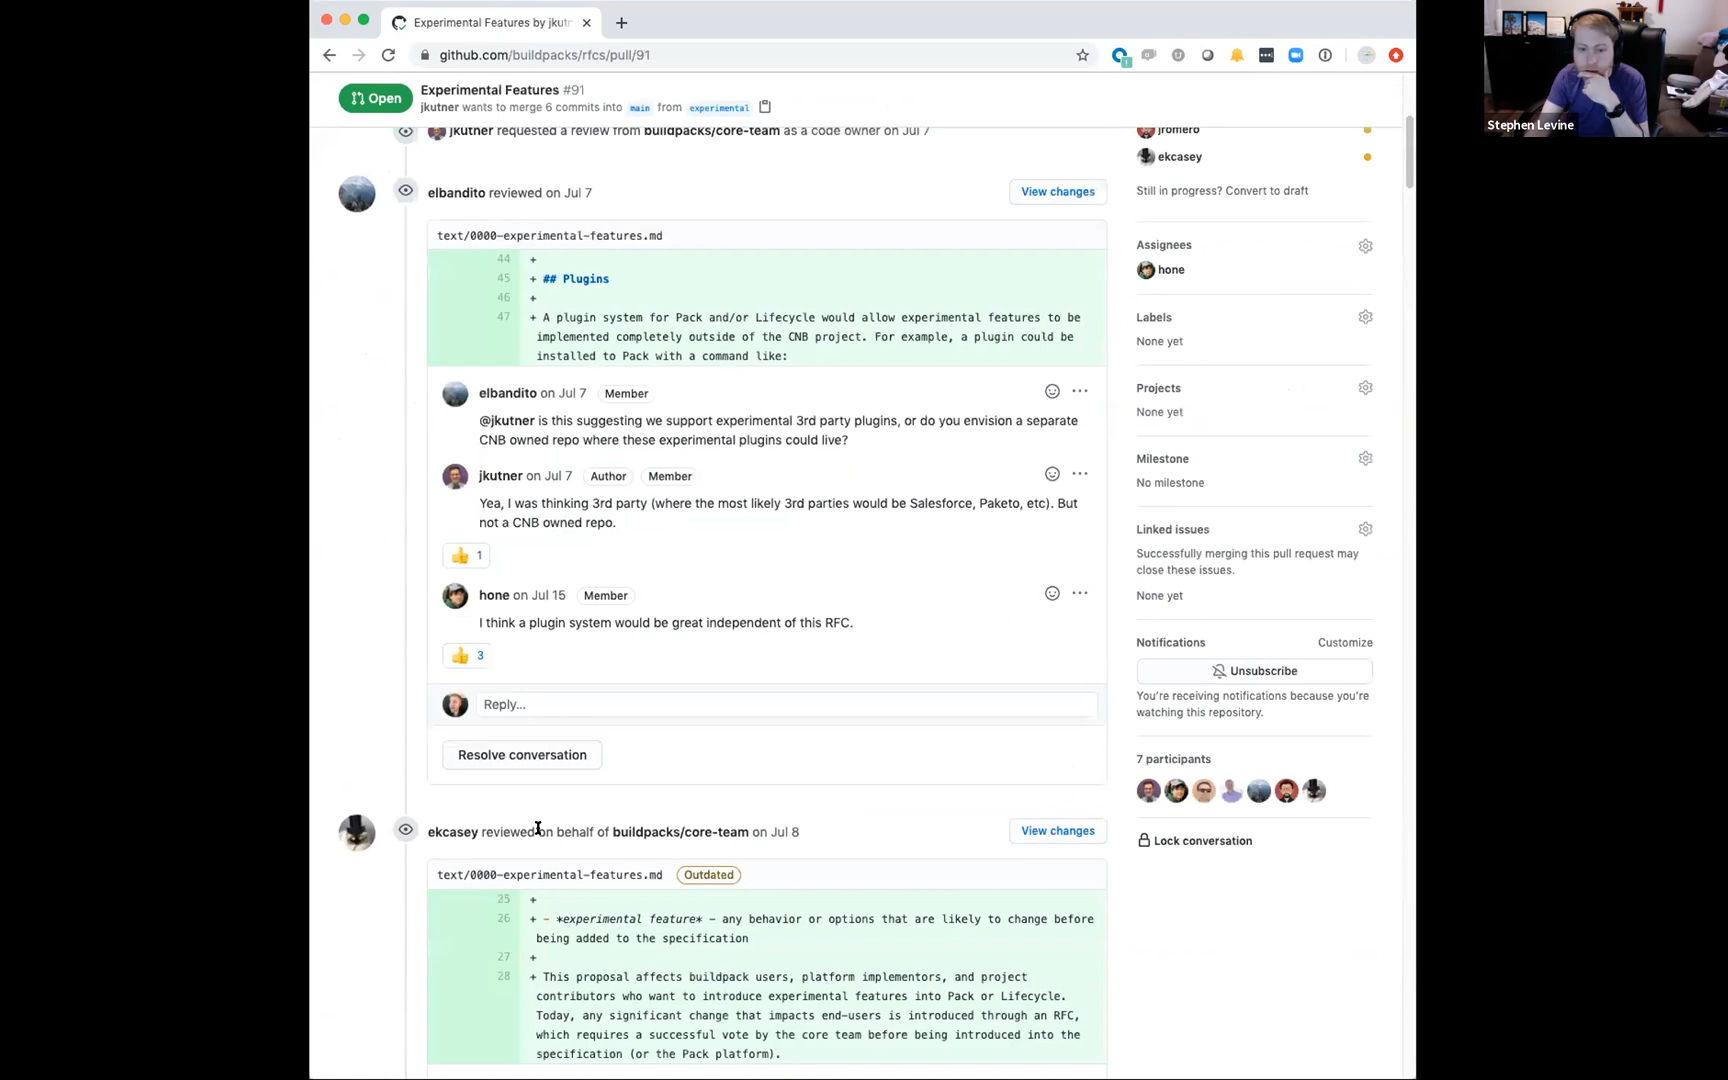 Experimental Features by jkutn
github.com/buildpacks/rfcs/pull/91
Open
Experimental Features #91
jkutner wants to merge 6 commits into main from experimental
jkutner requested a review from buildpacks/core-team as a code owner on Jul 7
elbandito reviewed on Jul 7
View changes
text/0000-experimental-features.md
44 +
45 + ## Plugins
46 +
47 + A plugin system for Pack and/or Lifecycle would allow experimental features to be
implemented completely outside of the CNB project. For example, a plugin could be
installed to Pack with a command like:
elbandito on Jul 7 Member
@jkutner is this suggesting we support experimental 3rd party plugins, or do you envision a separate
CNB owned repo where these experimental plugins could live?
jkutner on Jul 7 Author Member
Yea, I was thinking 3rd party (where the most likely 3rd parties would be Salesforce, Paketo, etc). But
not a CNB owned repo.
1
hone on Jul 15 Member
I think a plugin system would be great independent of this RFC.
3
Reply...
Resolve conversation
ekcasey reviewed on behalf of buildpacks/core-team on Jul 8
View changes
text/0000-experimental-features.md Outdated
25 +
26 + - *experimental feature* - any behavior or options that are likely to change before
being added to the specification
27 +
28 + This proposal affects buildpack users, platform implementors, and project
contributors who want to introduce experimental features into Pack or Lifecycle.
Today, any significant change that impacts end-users is introduced through an RFC,
which requires a successful vote by the core team before being introduced into the
specification (or the Pack platform).
jromero
ekcasey
Still in progress? Convert to draft
Assignees
hone
Labels
None yet
Projects
None yet
Milestone
No milestone
Linked issues
Successfully merging this pull request may
close these issues.
None yet
Notifications
Customize
Unsubscribe
You're receiving notifications because you're
watching this repository.
7 participants
Lock conversation
Stephen Levine